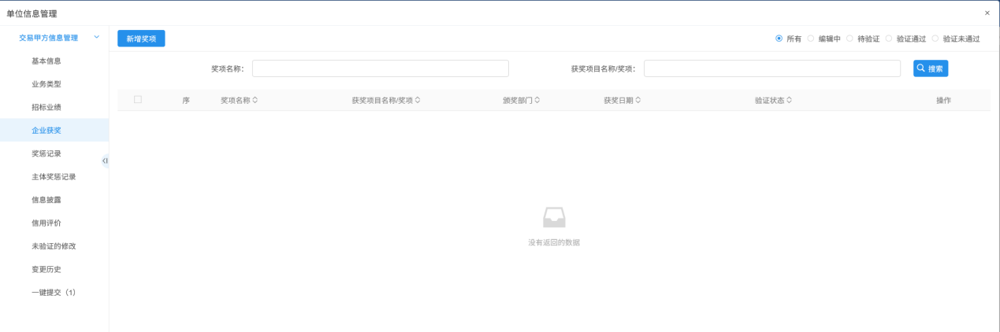 单位信息管理
×
交易甲方信息管理
新增奖项
所有 编辑中 待验证 验证通过 验证未通过
基本信息
奖项名称：
获奖项目名称/奖项：
搜索
业务类型
招标业绩
序 奖项名称 获奖项目名称/奖项 颁奖部门 获奖日期 验证状态 操作
企业获奖
奖惩记录
主体奖惩记录
信息披露
信用评价
没有返回的数据
未验证的修改
变更历史
一键提交（1）